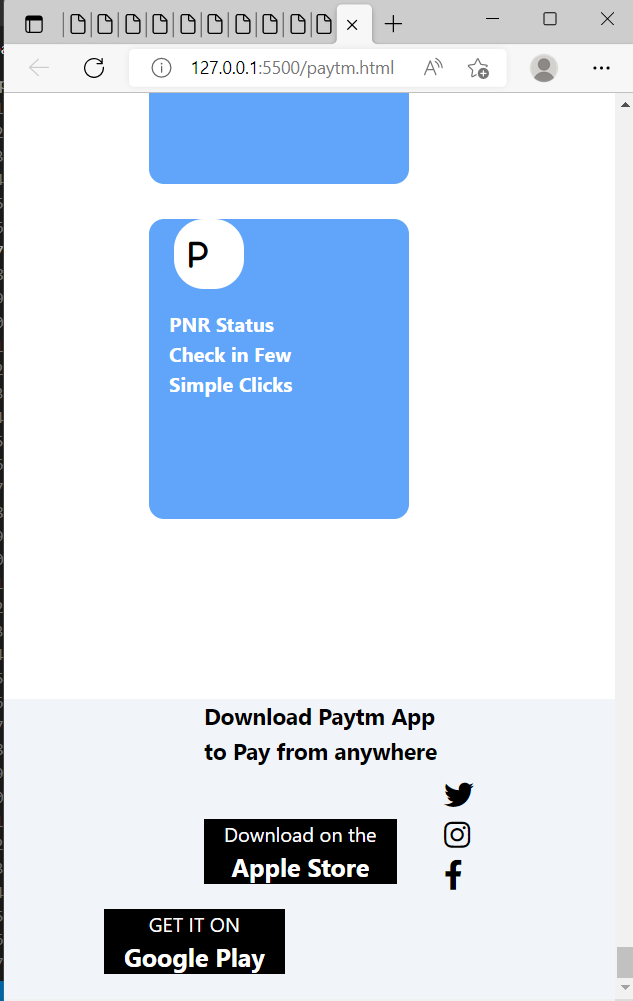 127.0.0.1:5500/paytm.html
P
PNR Status
Check in Few
Simple Clicks
Download Paytm App
to Pay from anywhere
Download on the
Apple Store
GET IT ON
Google Play